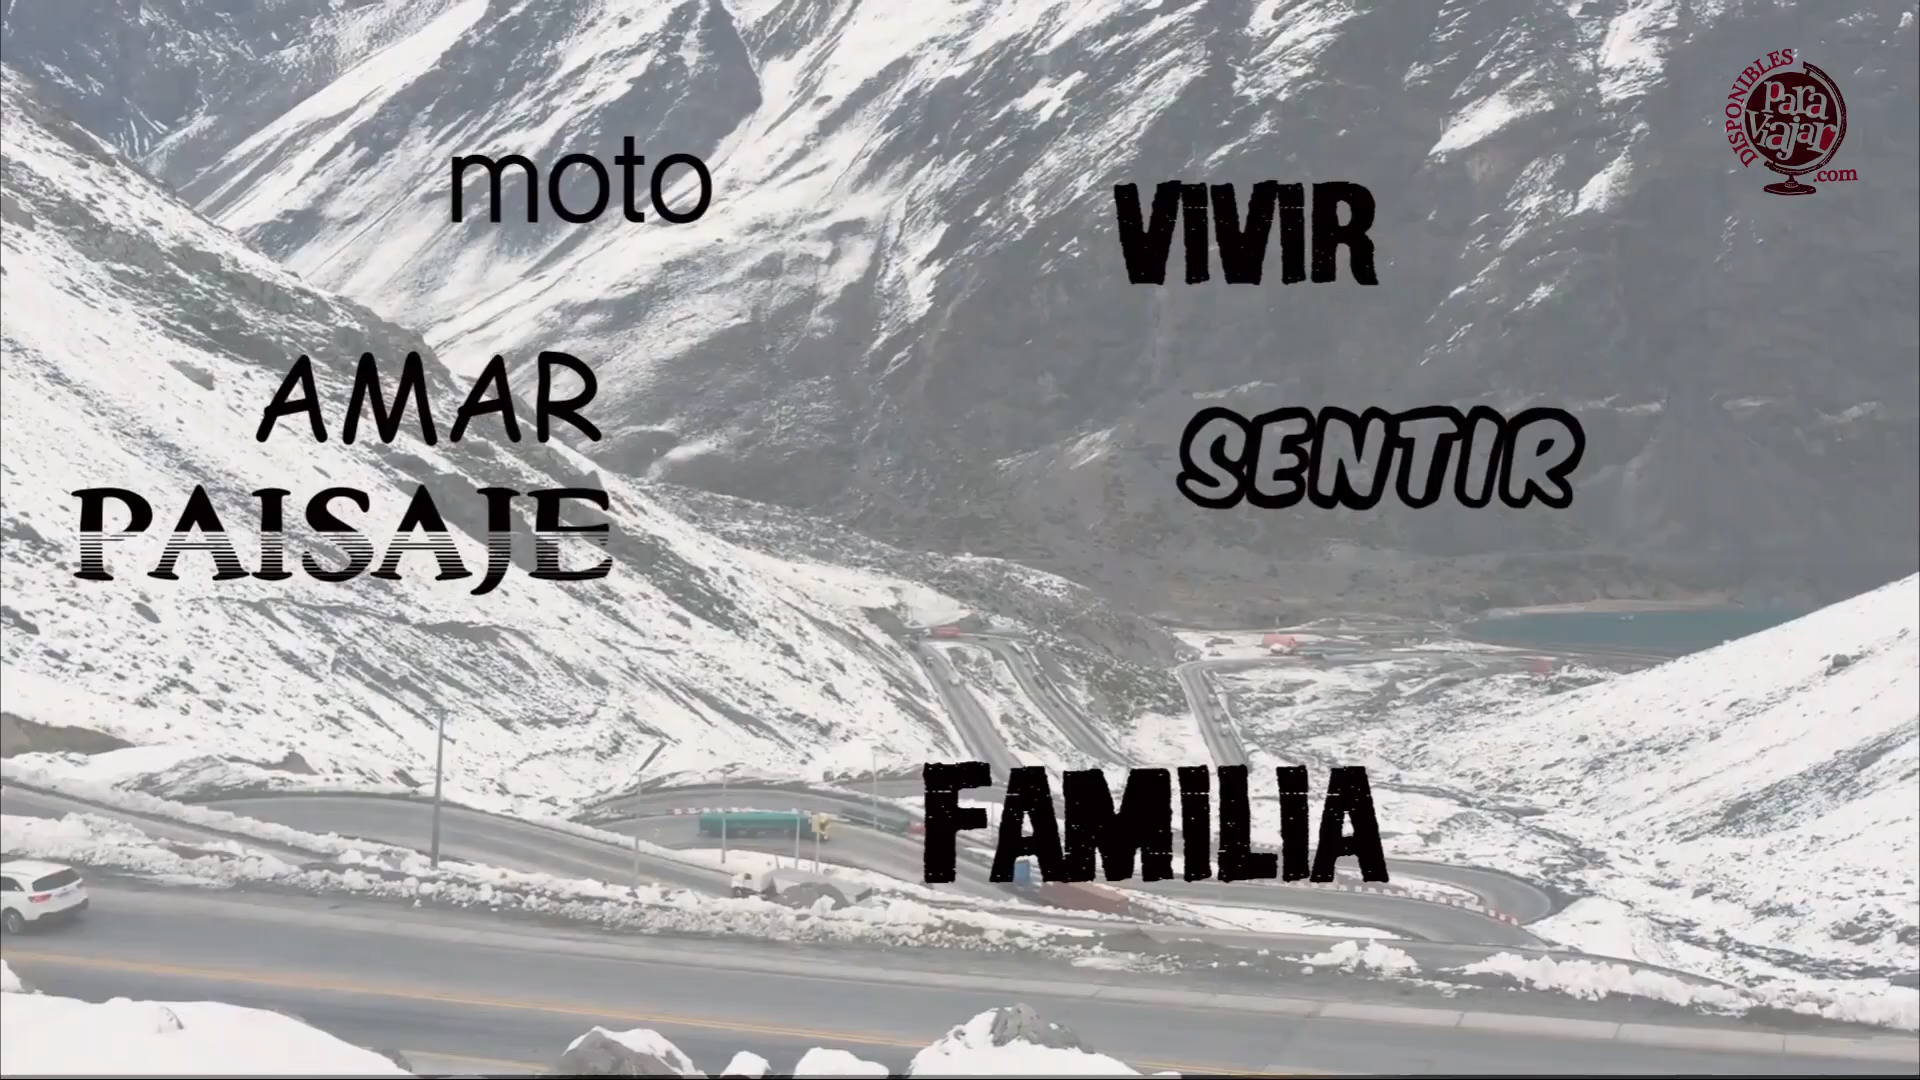 DISPONIBLES
Para
Viajar
.com
moto
VIVIR
AMAR
SENTIR
PAISAJE
FAMILIA